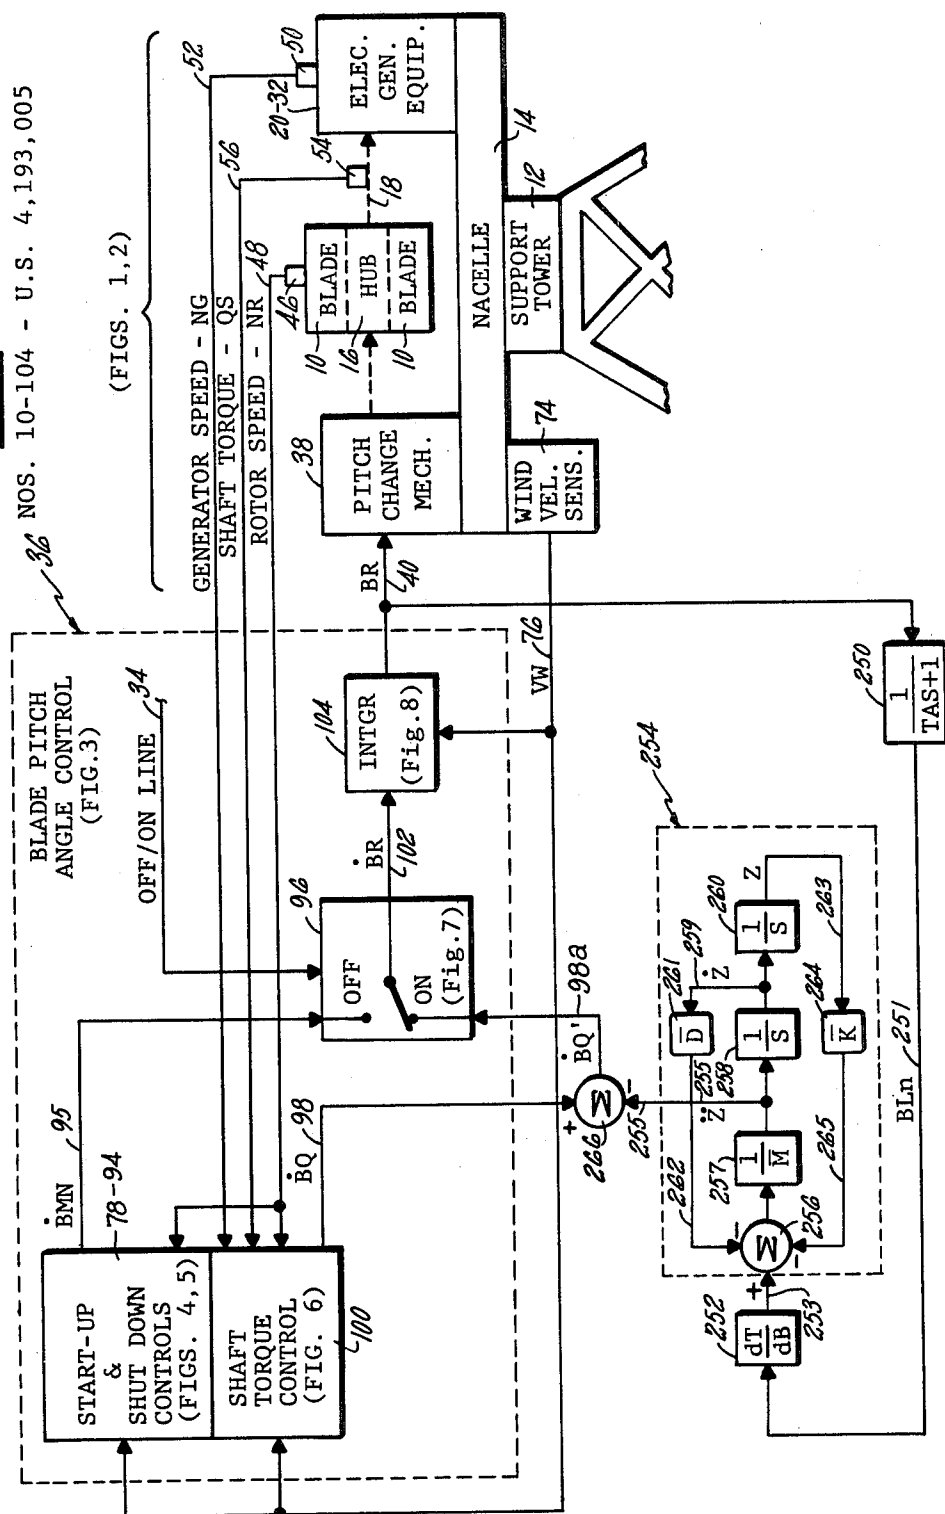 NOS. 10-104 - U.S. 4,193,005
36
(FIGS. 1,2)
BLADE PITCH
ANGLE CONTROL
(FIG.3)
OFF/ON LINE
34
GENERATOR SPEED - NG
52
SHAFT TORQUE - QS
56
ROTOR SPEED - NR
48
START-UP
&
SHUT DOWN
CONTROLS
(FIGS. 4,5)
78-94
ḂMN
95
SHAFT
TORQUE
CONTROL
(FIG. 6)
100
ḂQ
98
96
OFF
ON
(Fig.7)
ḂR
102
104
INTGR
(Fig.8)
BR
40
38
PITCH
CHANGE
MECH.
46
10
BLADE
16
HUB
10
BLADE
54
18
20-32
50
ELEC.
GEN.
EQUIP.
NACELLE
14
WIND
VEL.
SENS.
74
SUPPORT
TOWER
12
VW
76
+
Σ
-
266
ḂQ'
98a
255
254
252
dT
dB
+
253
Σ
-
-
256
257
1
M̅
Z̈
255
258
1
S
Ż
259
260
1
S
Z
261
D̅
262
263
264
K̅
265
BLn
251
250
1
TAS+1